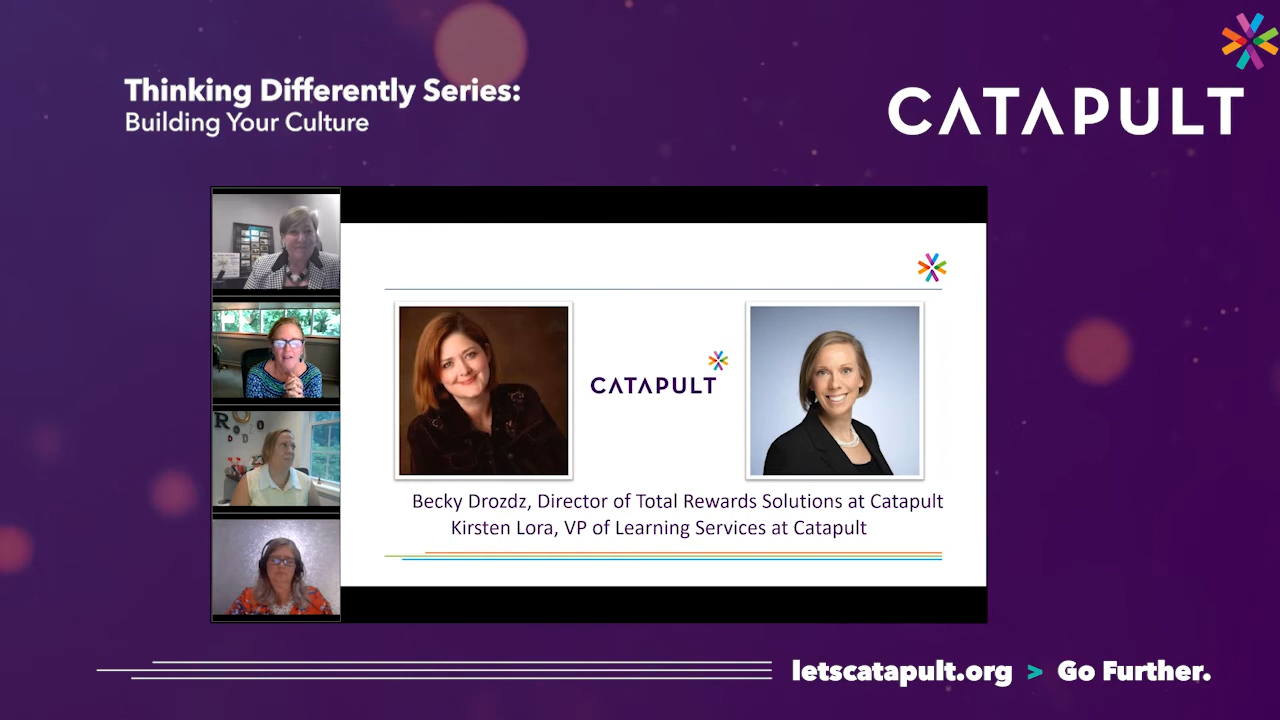 Thinking Differently Series:
Building Your Culture
CATAPULT
CATAPULT
Becky Drozdz, Director of Total Rewards Solutions at Catapult
Kirsten Lora, VP of Learning Services at Catapult
letscatapult.org > Go Further.